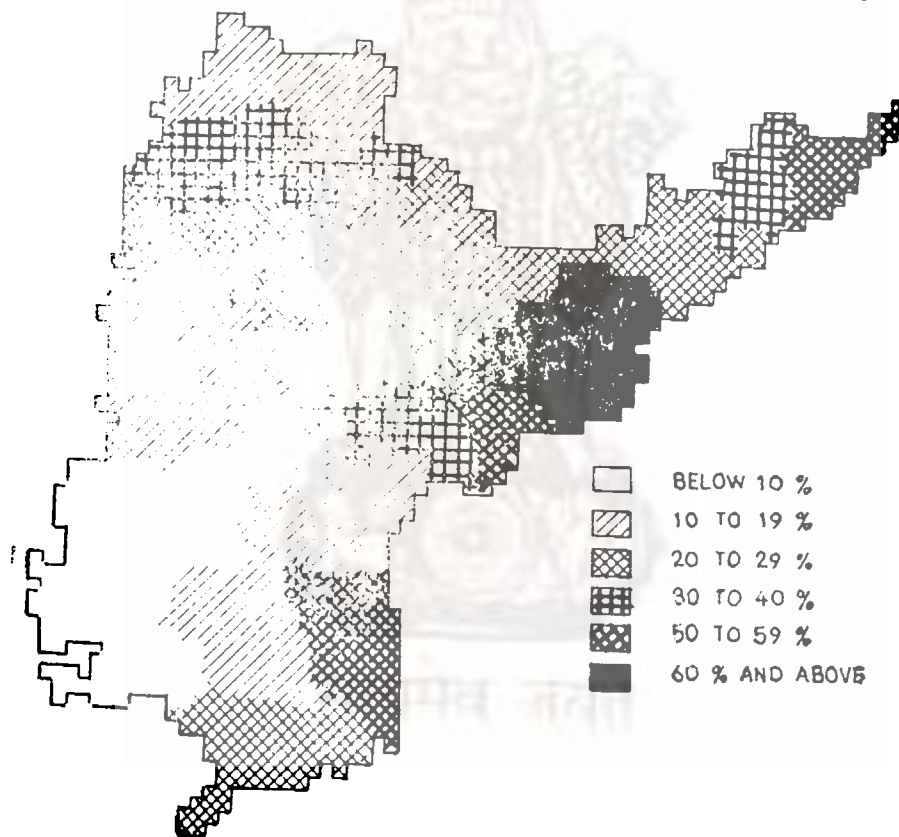 BELOW 10 %
10 TO 19 %
20 TO 29 %
30 TO 40 %
50 TO 59 %
60 % AND ABOVE